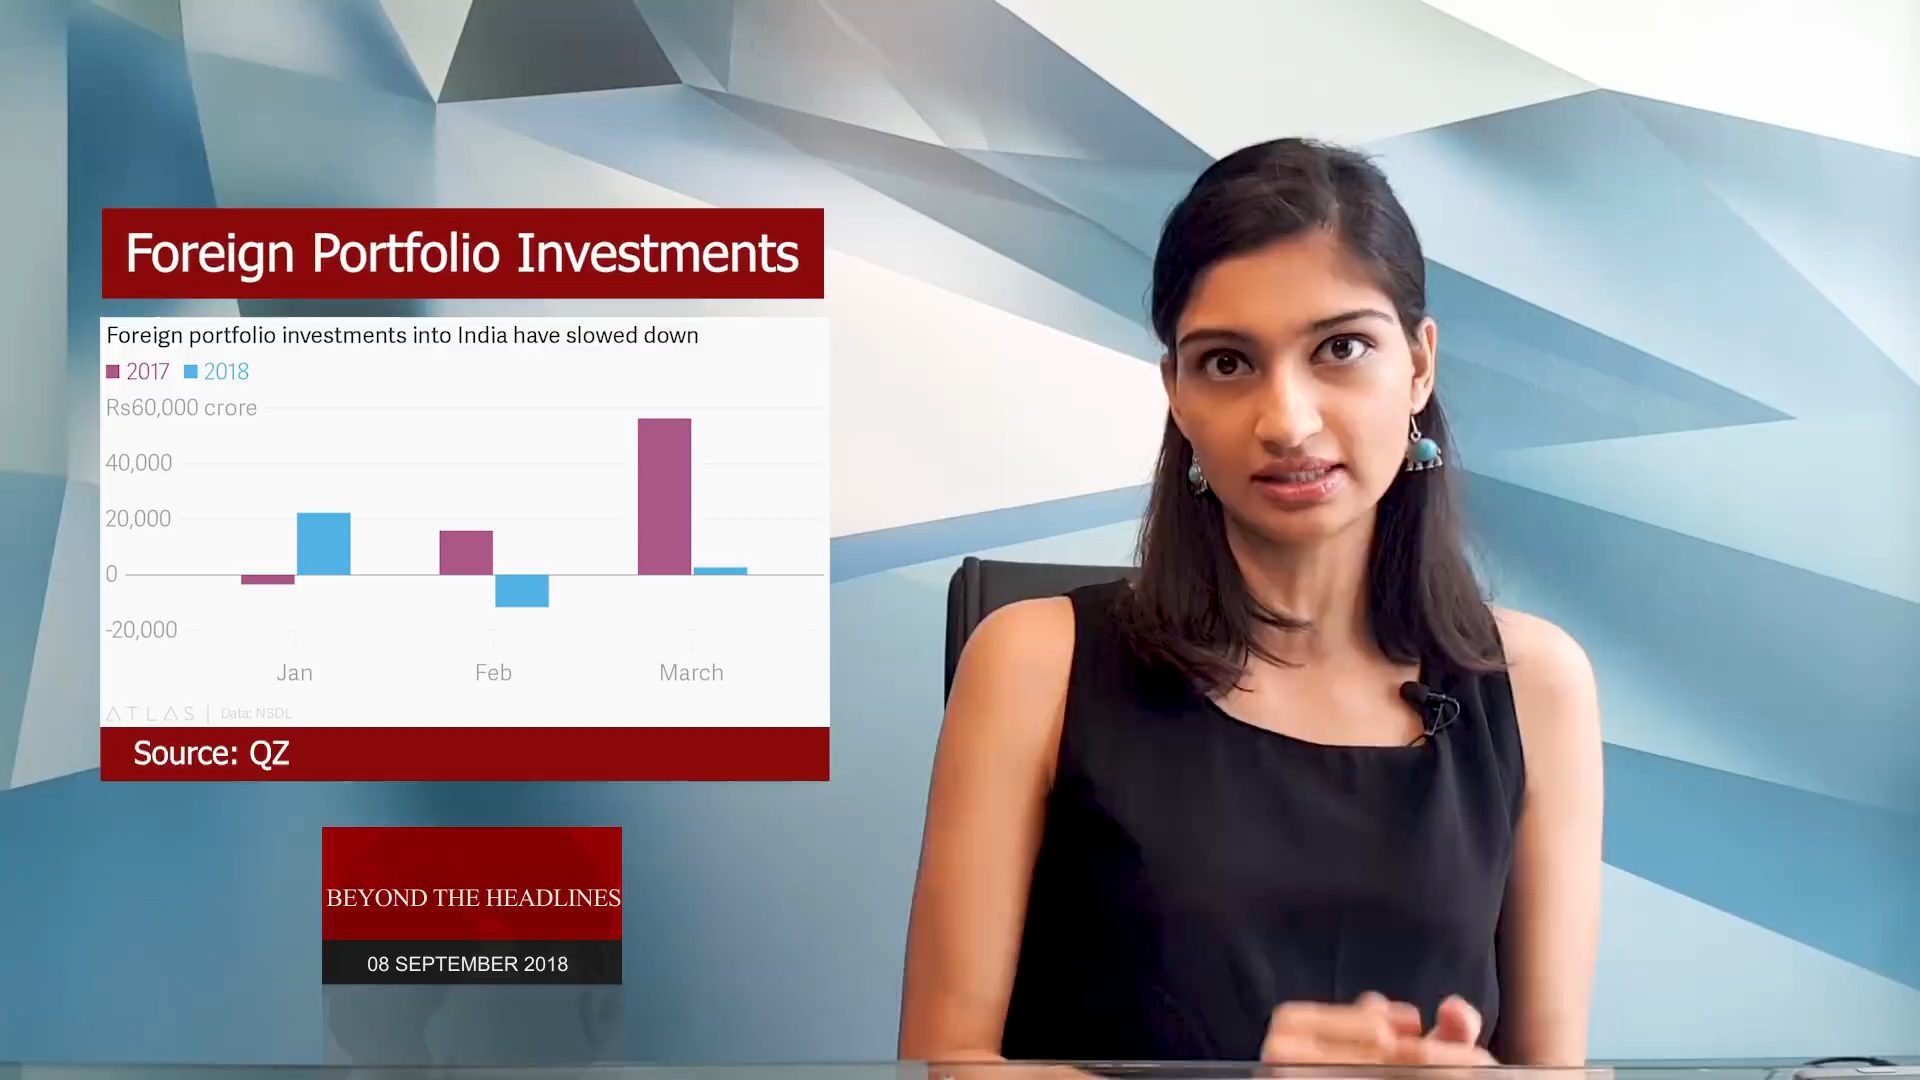 Foreign Portfolio Investments
Foreign portfolio investments into India have slowed down
2017 2018
Rs60,000 crore
40,000
20,000
0
-20,000
Jan Feb March
ATLAS | Data: NSDL
Source: QZ
BEYOND THE HEADLINES
08 SEPTEMBER 2018